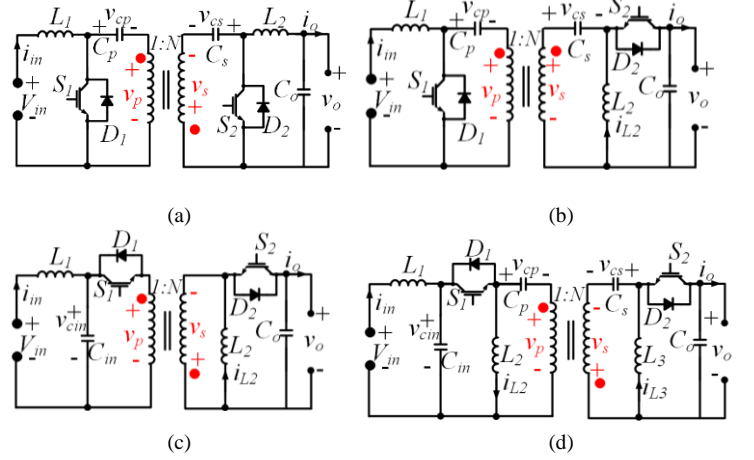 L1
+ vcp -
Cp
1:N
- vcs +
Cs
L2
io
iin
+
Vin
-
S1
D1
+
vp
-
-
vs
+
S2
D2
Co
+
vo
-
(a)
L1
+ vcp -
Cp
1:N
+ vcs -
Cs
S2
D2
io
iin
+
Vin
-
S1
D1
+
vp
-
+
vs
-
L2
iL2
Co
+
vo
-
(b)
L1
D1
S1
1:N
S2
D2
io
iin
+
Vin
-
vcin
+
-
Cin
+
vp
-
-
vs
+
L2
iL2
Co
+
vo
-
(c)
L1
D1
S1
+ vcp -
Cp
1:N
- vcs +
Cs
S2
D2
io
iin
+
Vin
-
vcin
+
-
Cin
L2
iL2
+
vp
-
-
vs
+
L3
iL3
Co
+
vo
-
(d)